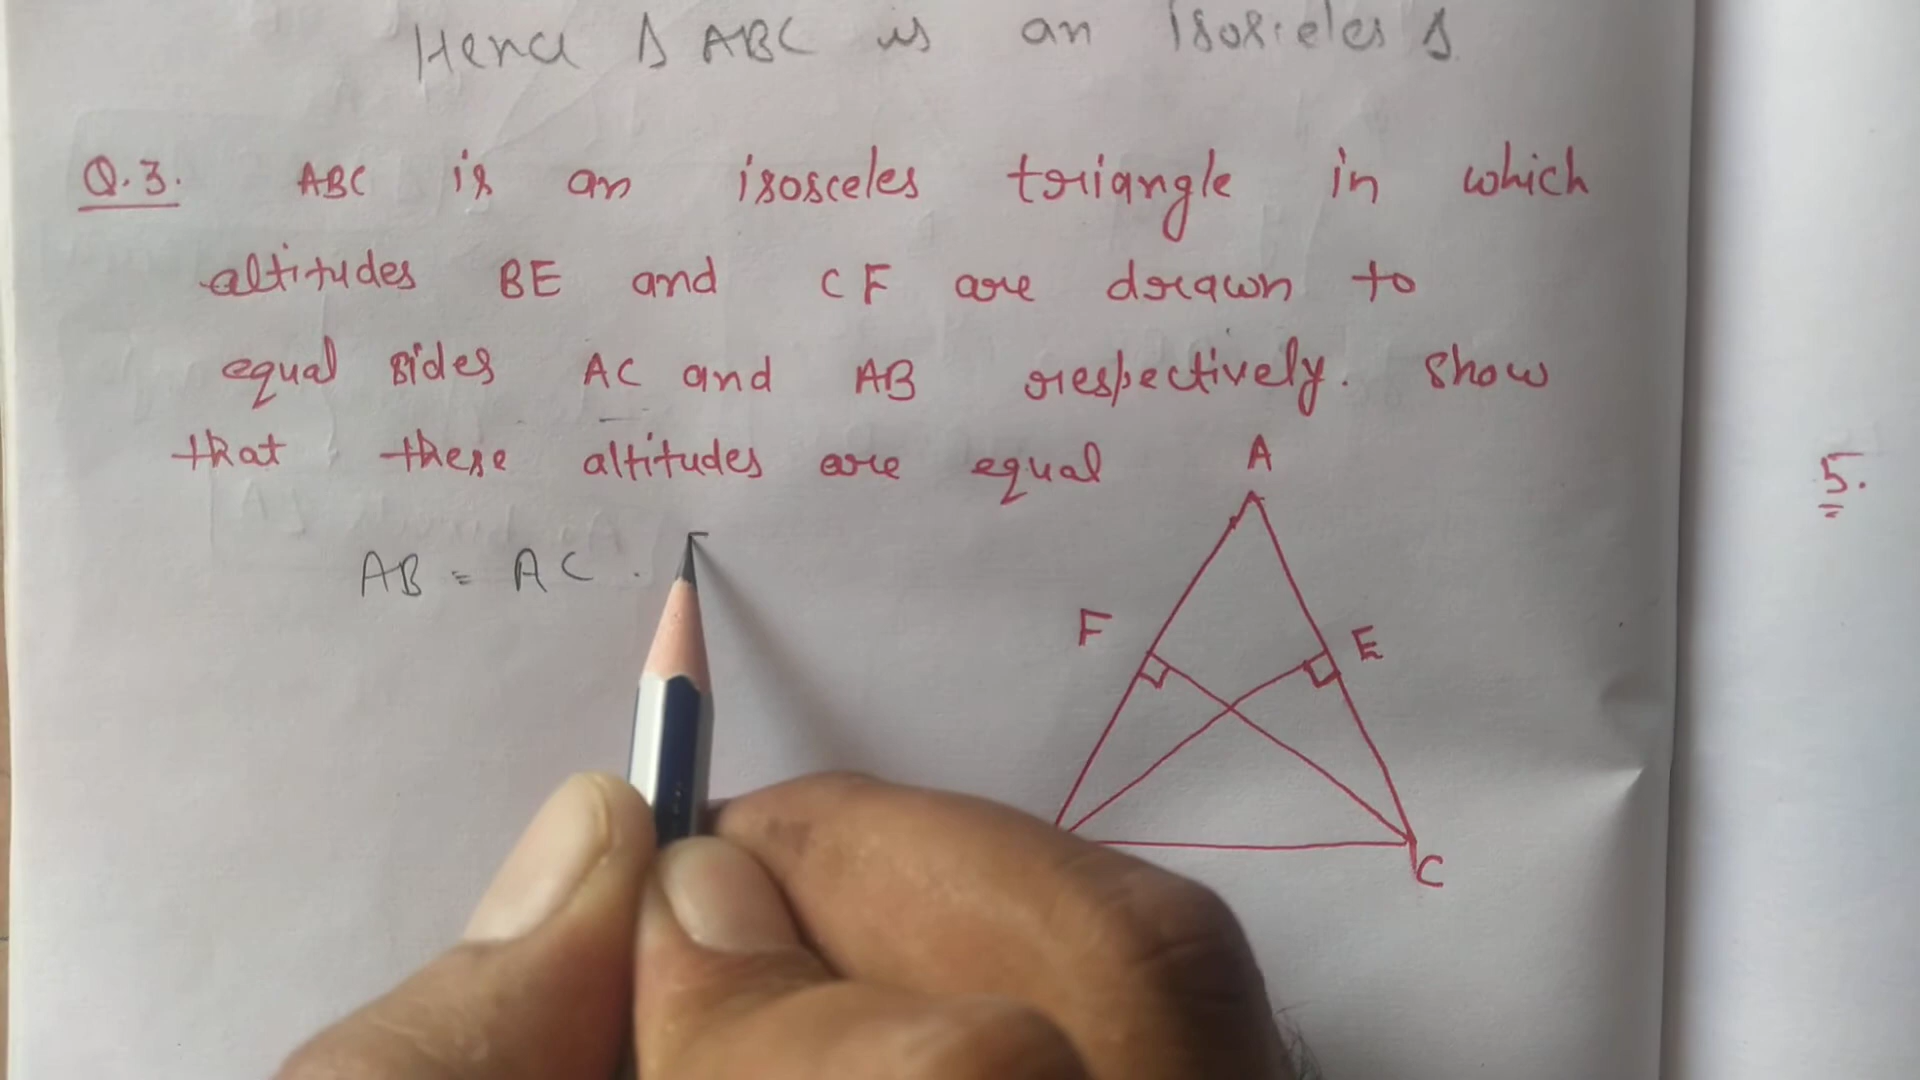 Hence Δ ABC is an isosceles Δ.
Q.3. ABC is an isosceles triangle in which
altitudes BE and CF are drawn to
equal sides AC and AB respectively. Show
that these altitudes are equal
A
5.
AB = AC .
F
E
C